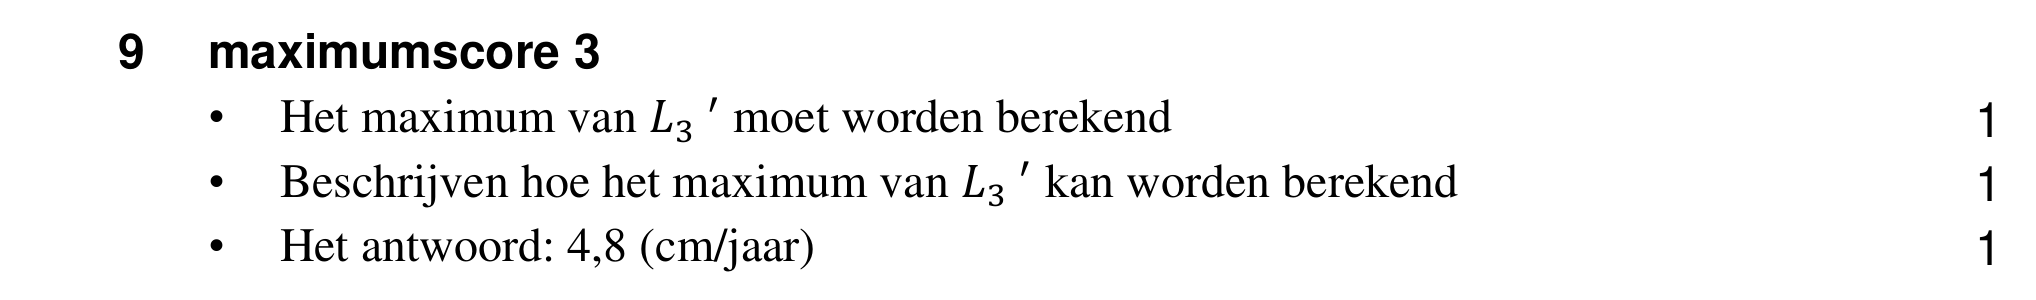 9 maximumscore 3
• Het maximum van L₃ ′ moet worden berekend 1
• Beschrijven hoe het maximum van L₃ ′ kan worden berekend 1
• Het antwoord: 4,8 (cm/jaar) 1